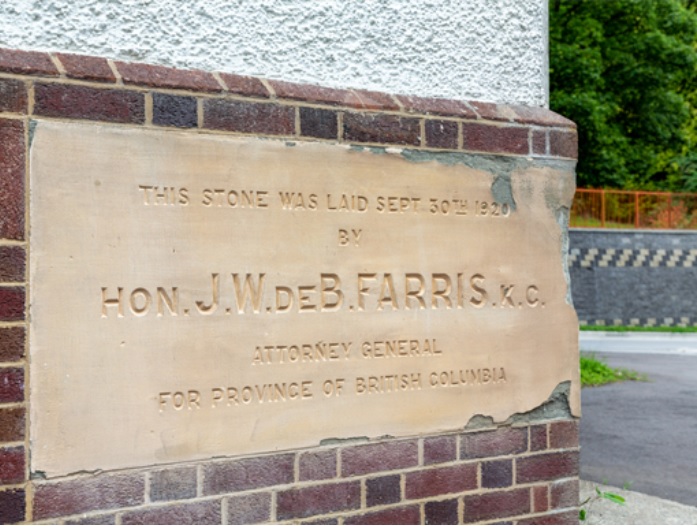 THIS STONE WAS LAID SEPT. 30TH 1920
BY
HON. J.W. DEB. FARRIS. K.C.
ATTORNEY GENERAL
FOR PROVINCE OF BRITISH COLUMBIA